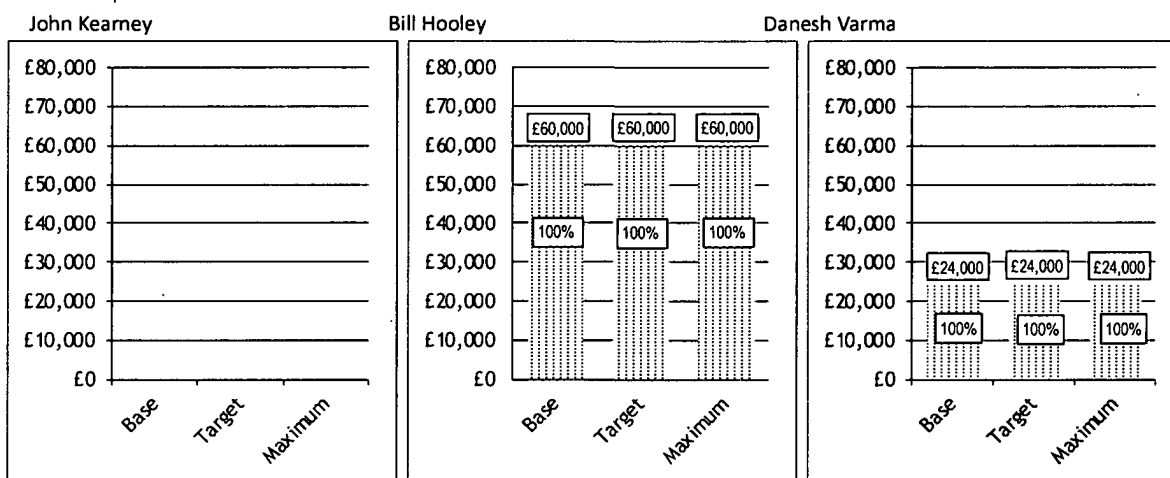 John Kearney
£80,000
£70,000
£60,000
£50,000
£40,000
£30,000
£20,000
£10,000
£0
Base
Target
Maximum
Bill Hooley
£80,000
£70,000
£60,000
£50,000
£40,000
£30,000
£20,000
£10,000
£0
£60,000 £60,000 £60,000
100% 100% 100%
Base
Target
Maximum
Danesh Varma
£80,000
£70,000
£60,000
£50,000
£40,000
£30,000
£20,000
£10,000
£0
£24,000 £24,000 £24,000
100% 100% 100%
Base
Target
Maximum